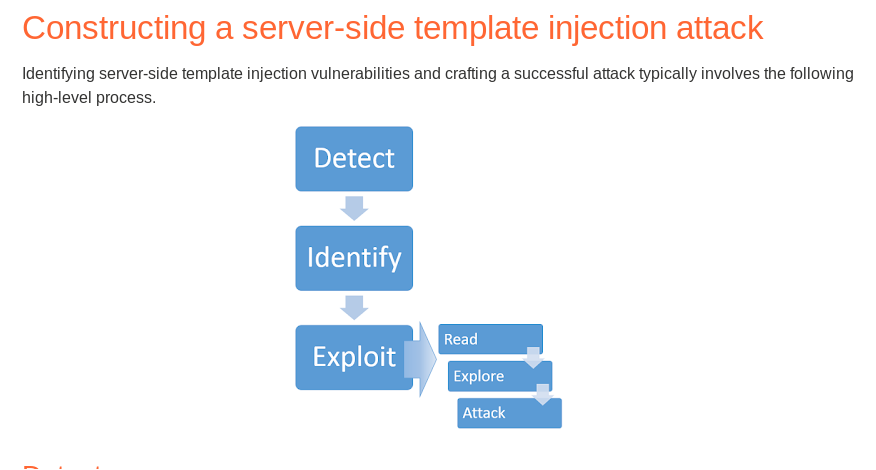 Constructing a server-side template injection attack
Identifying server-side template injection vulnerabilities and crafting a successful attack typically involves the following
high-level process.
Detect
Identify
Exploit
Read
Explore
Attack